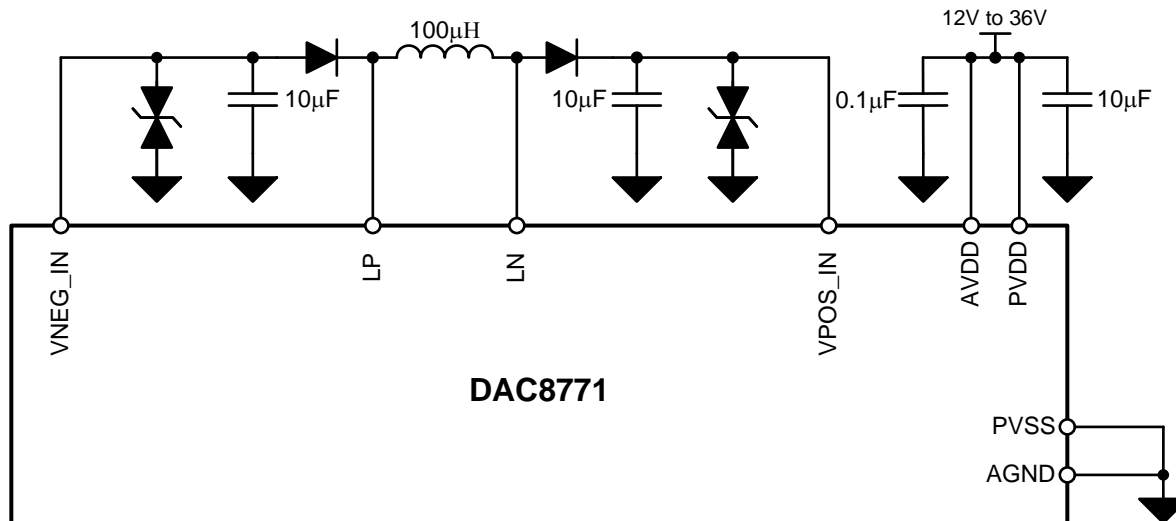 12V to 36V
100μH
10μF
10μF
0.1μF
10μF
VNEG_IN
LP
LN
VPOS_IN
AVDD
PVDD
DAC8771
PVSS
AGND